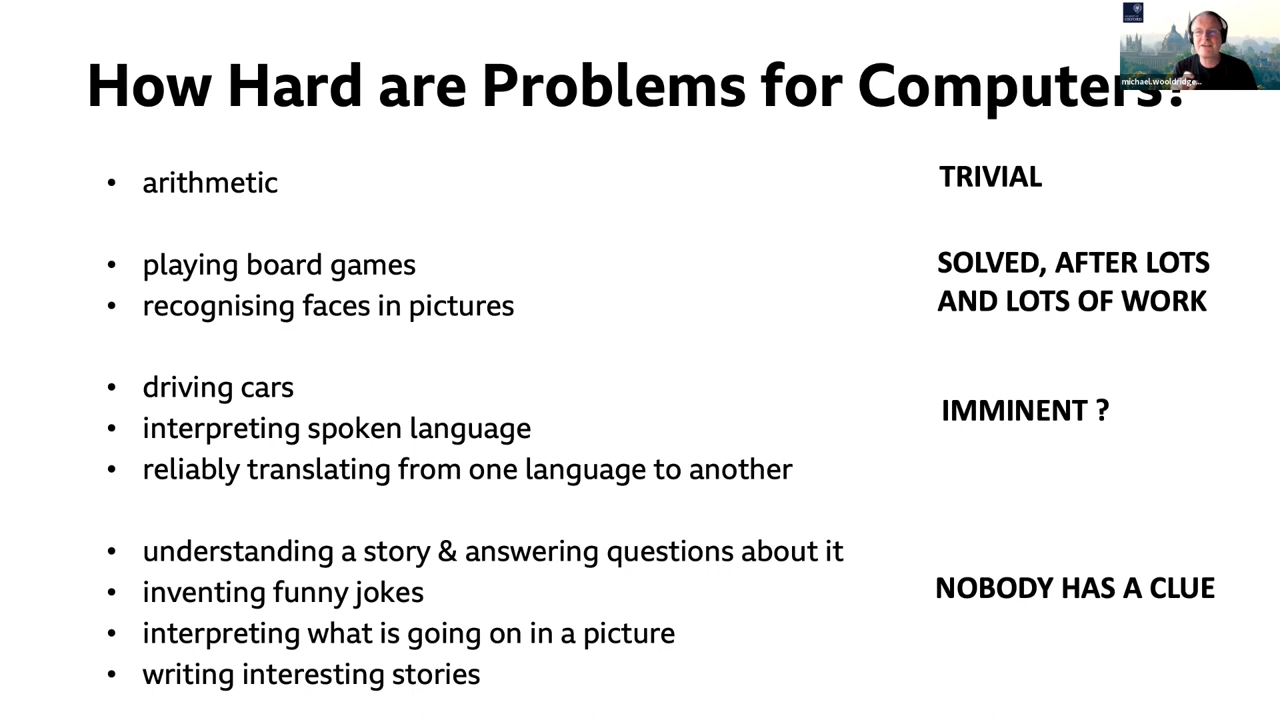 How Hard are Problems for Computers?
michael.wooldridge...
OXFORD
• arithmetic
TRIVIAL
• playing board games
• recognising faces in pictures
SOLVED, AFTER LOTS
AND LOTS OF WORK
• driving cars
• interpreting spoken language
• reliably translating from one language to another
IMMINENT ?
• understanding a story & answering questions about it
• inventing funny jokes
• interpreting what is going on in a picture
• writing interesting stories
NOBODY HAS A CLUE